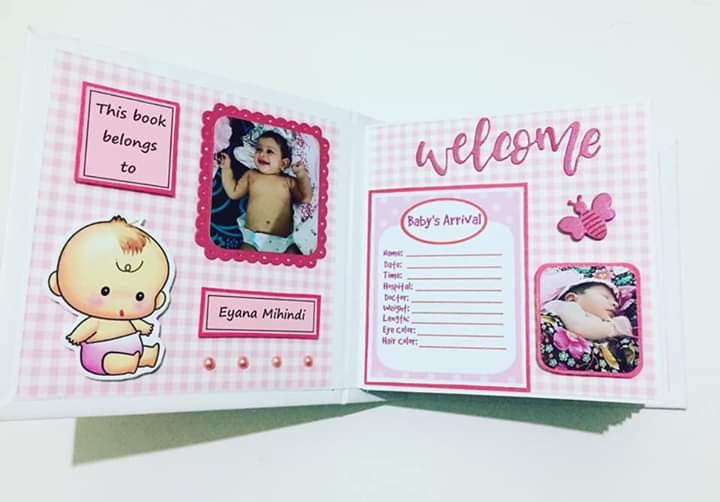 This book
belongs
to
Eyana Mihindi
welcome
Baby's Arrival
Name:
Date:
Time:
Hospital:
Doctor:
Weight:
Length:
Eye Color:
Hair Color: